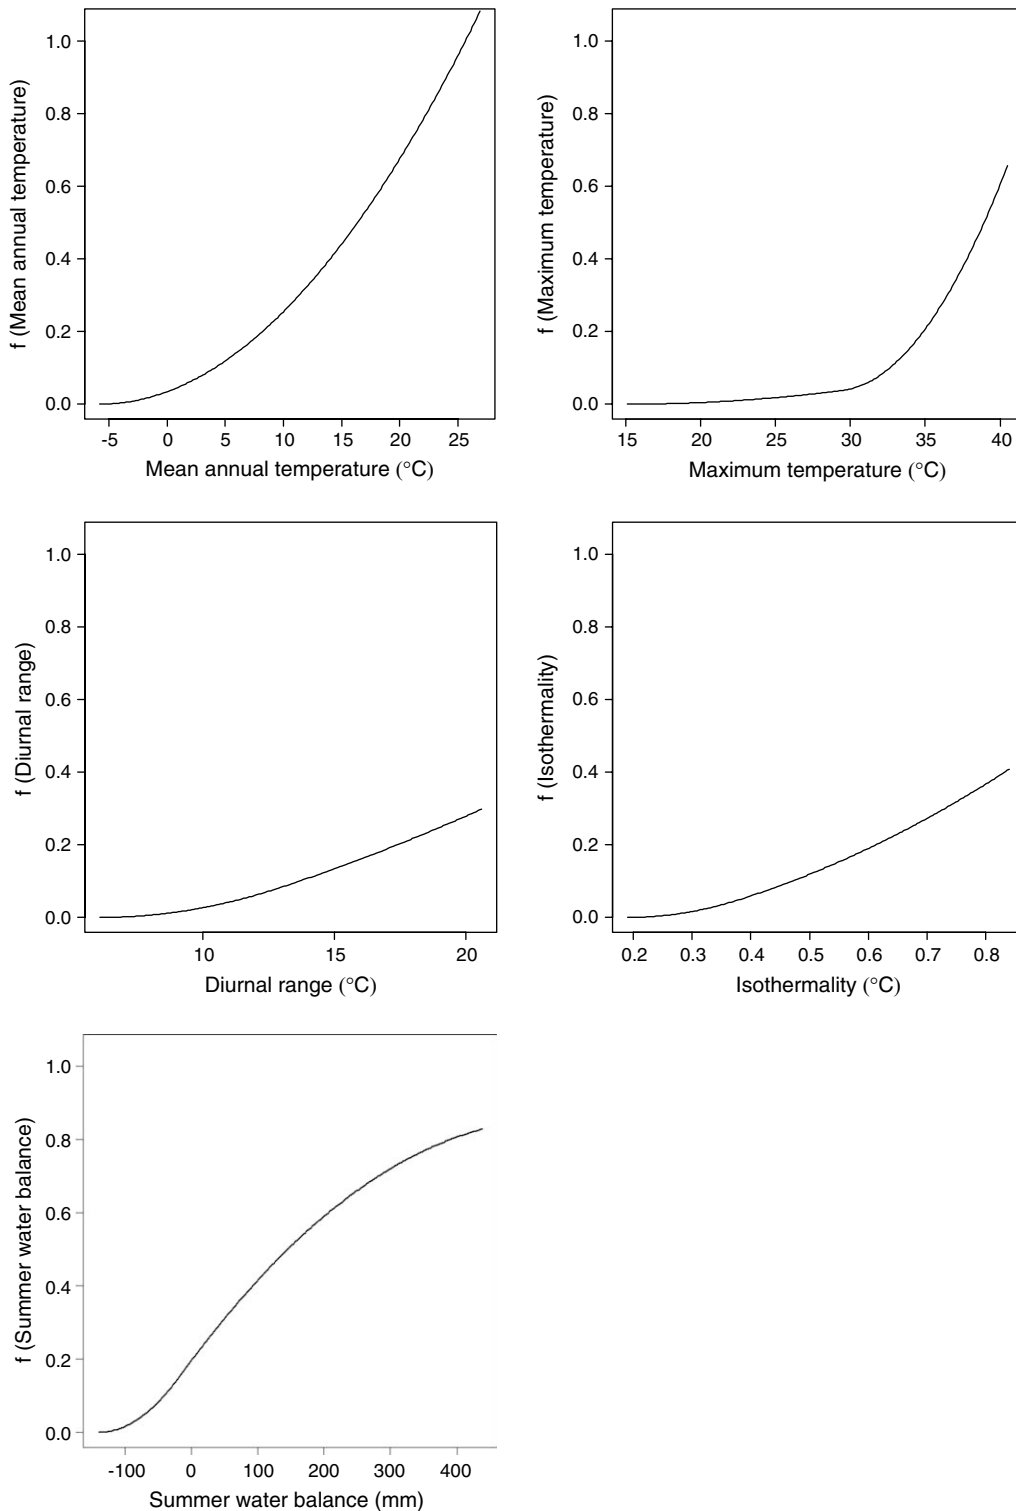 f (Mean annual temperature)
1.0
0.8
0.6
0.4
0.2
0.0
-5 0 5 10 15 20 25
Mean annual temperature (°C)
f (Maximum temperature)
1.0
0.8
0.6
0.4
0.2
0.0
15 20 25 30 35 40
Maximum temperature (°C)
f (Diurnal range)
1.0
0.8
0.6
0.4
0.2
0.0
10 15 20
Diurnal range (°C)
f (Isothermality)
1.0
0.8
0.6
0.4
0.2
0.0
0.2 0.3 0.4 0.5 0.6 0.7 0.8
Isothermality (°C)
f (Summer water balance)
1.0
0.8
0.6
0.4
0.2
0.0
-100 0 100 200 300 400
Summer water balance (mm)